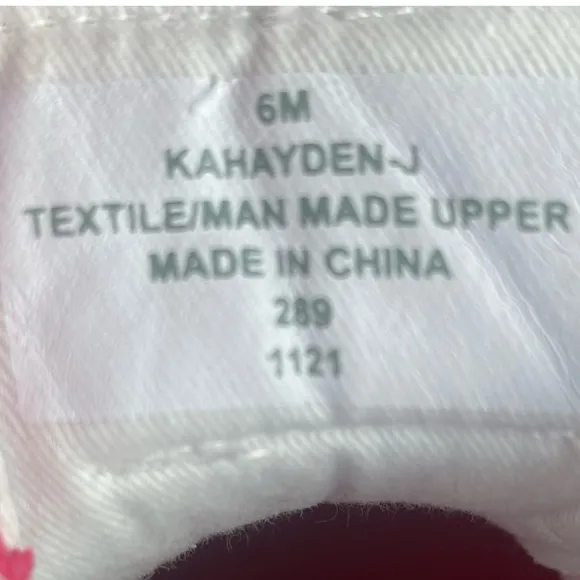 6M
KAHAYDEN-J
TEXTILE/MAN MADE UPPER
MADE IN CHINA
289
1121